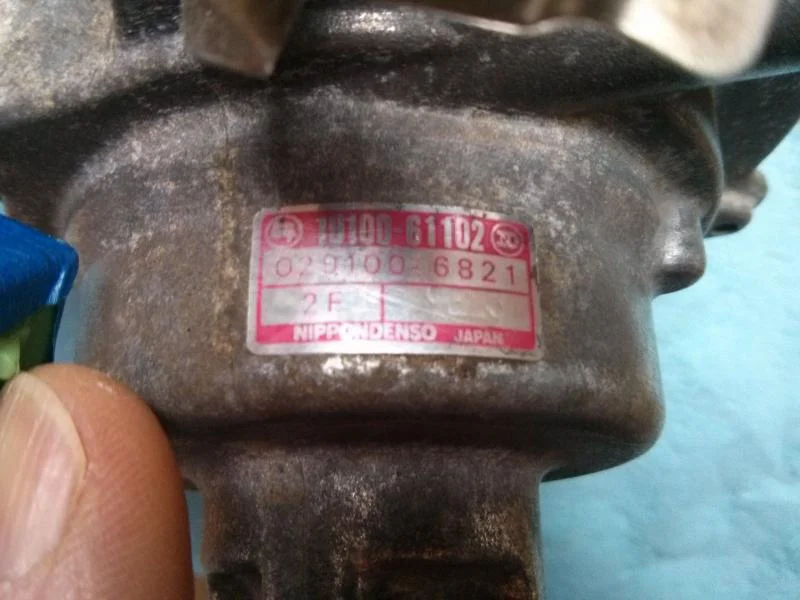 19100-61102
029100-6821
2F
NIPPONDENSO JAPAN